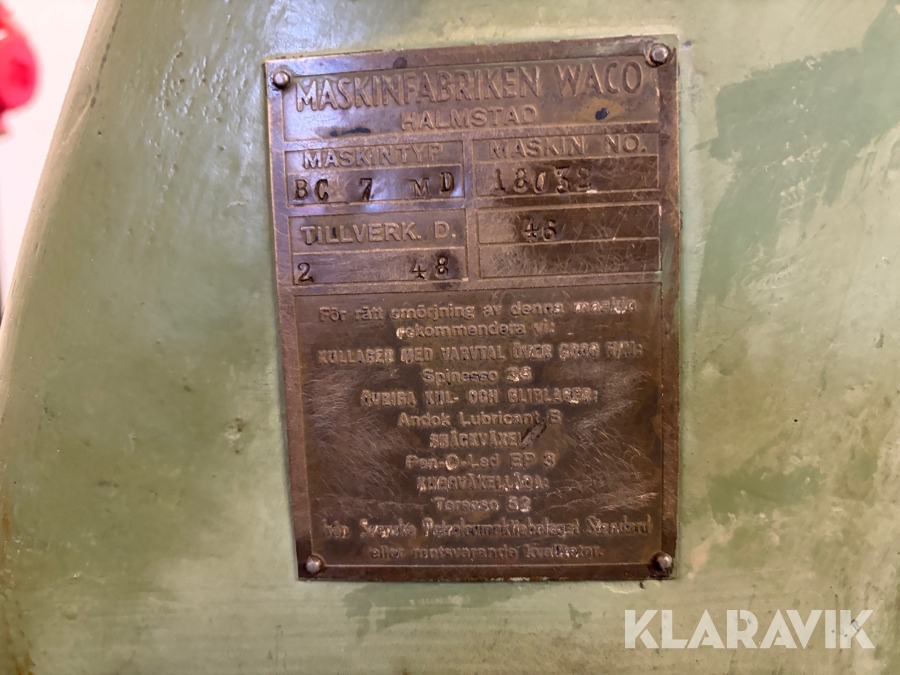 MASKINFABRIKEN WACO
HALMSTAD
MASKINTYP
MASKIN NO.
BC 7 MD
18032
TILLVERK. D.
46
2 48
För rätt smörjning av denna maskin
rekommendera vi:
KULLAGER MED VARVTAL ÖVER
Spinesso 36
ÖVRIGA KUL- OCH GLIDLAGER:
Andok Lubricant B
SNÄCKVÄXEL:
Pen-O-Led EP 3
KUGGVÄXELLÅDA:
Teresso 52
från Svenska Petroleumaktiebolaget Standard
eller motsvarande kvaliteter.
KLARAVIK